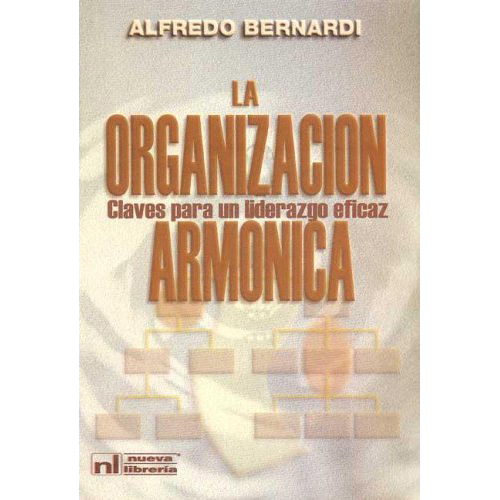 ALFREDO BERNARDI
LA
ORGANIZACION
Claves para un liderazgo eficaz
ARMONICA
nl nueva
librería